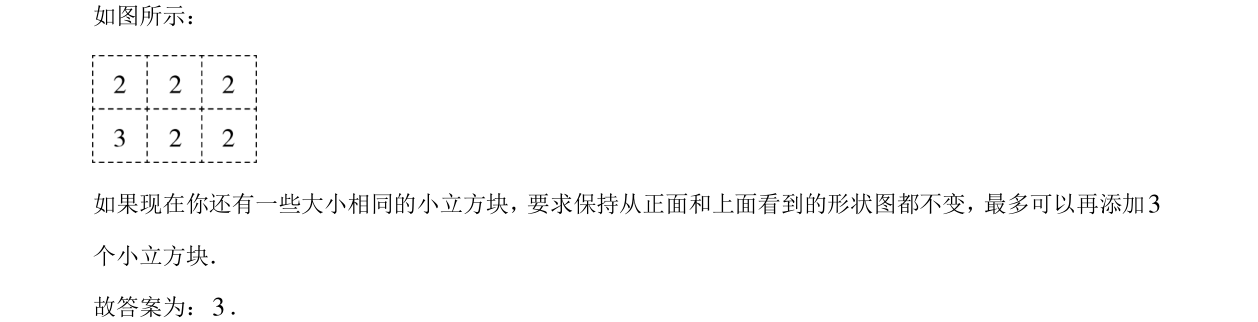 如图所示：
2 2 2
3 2 2
如果现在你还有一些大小相同的小立方块，要求保持从正面和上面看到的形状图都不变，最多可以再添加3
个小立方块．
故答案为：3．